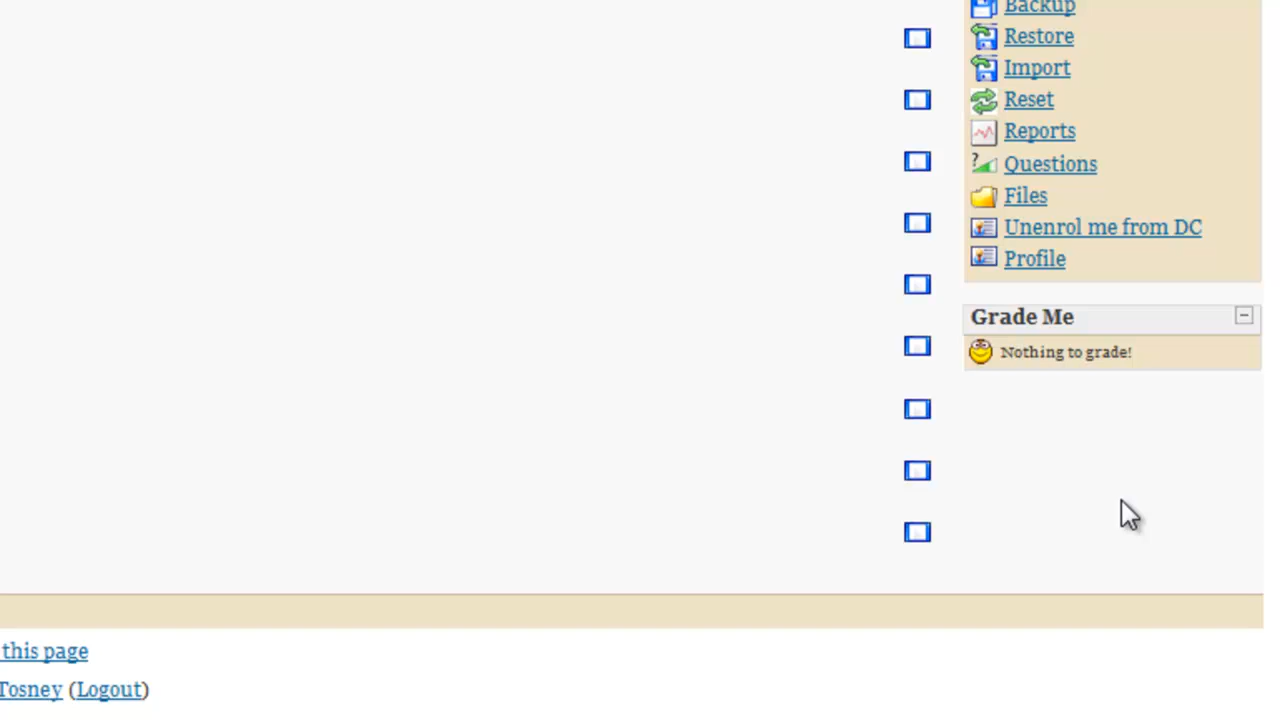 Backup
Restore
Import
Reset
Reports
Questions
Files
Unenrol me from DC
Profile
Grade Me
Nothing to grade!
this page
Tosney (Logout)